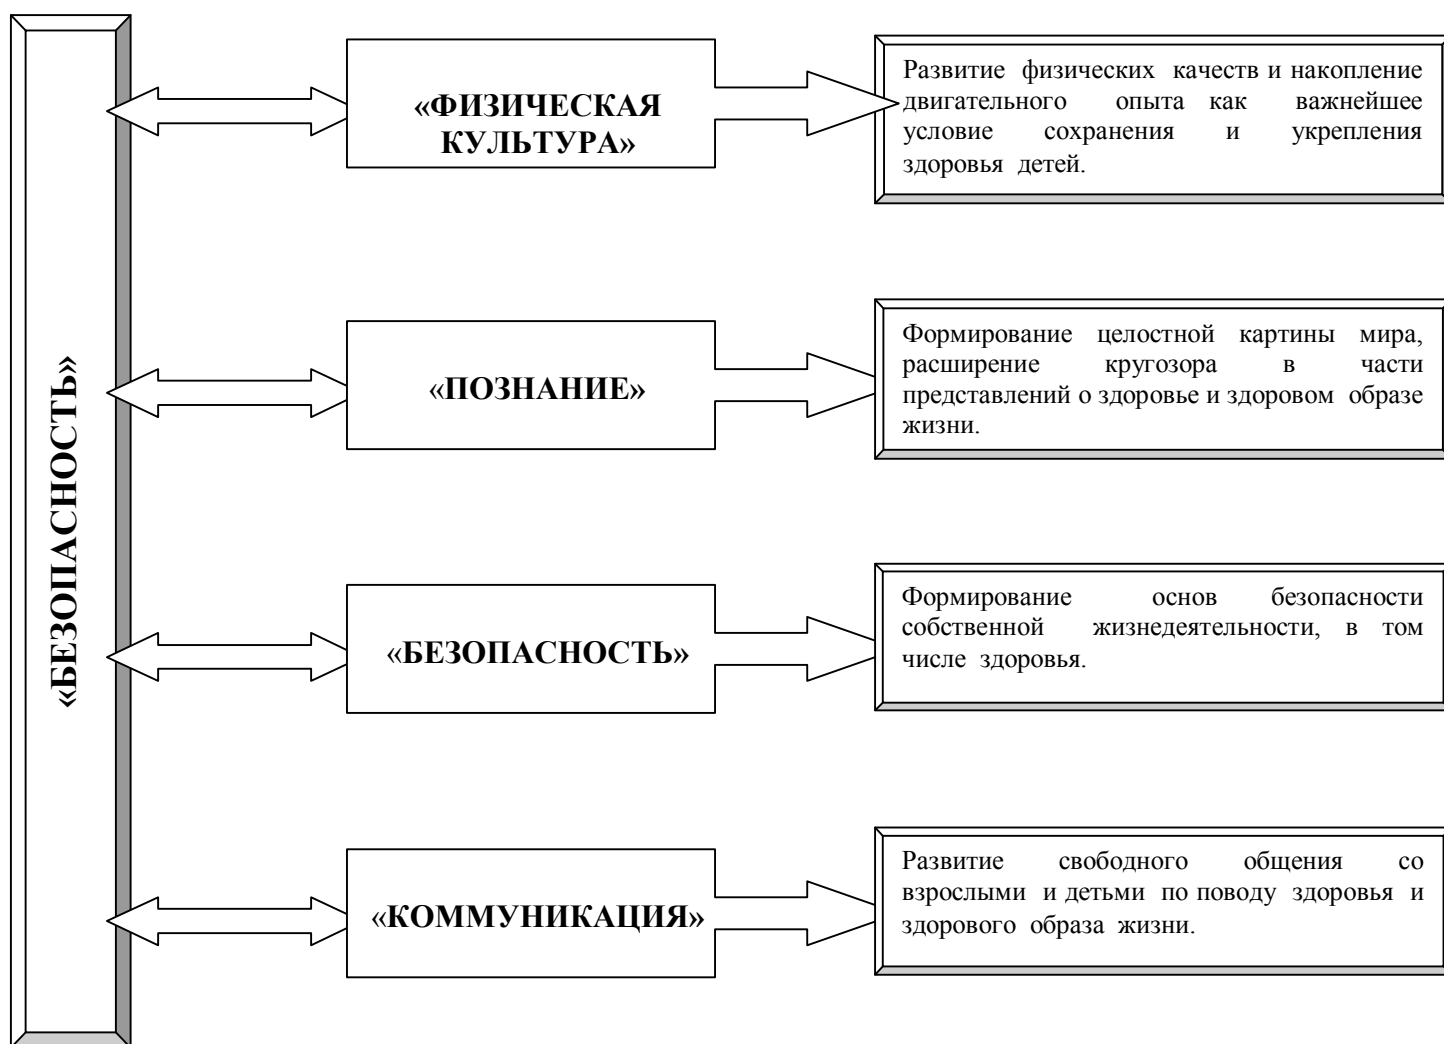 «БЕЗОПАСНОСТЬ»
«ФИЗИЧЕСКАЯ
КУЛЬТУРА»
Развитие физических качеств и накопление
двигательного опыта как важнейшее
условие сохранения и укрепления
здоровья детей.
«ПОЗНАНИЕ»
Формирование целостной картины мира,
расширение кругозора в части
представлений о здоровье и здоровом образе
жизни.
«БЕЗОПАСНОСТЬ»
Формирование основ безопасности
собственной жизнедеятельности, в том
числе здоровья.
«КОММУНИКАЦИЯ»
Развитие свободного общения со
взрослыми и детьми по поводу здоровья и
здорового образа жизни.